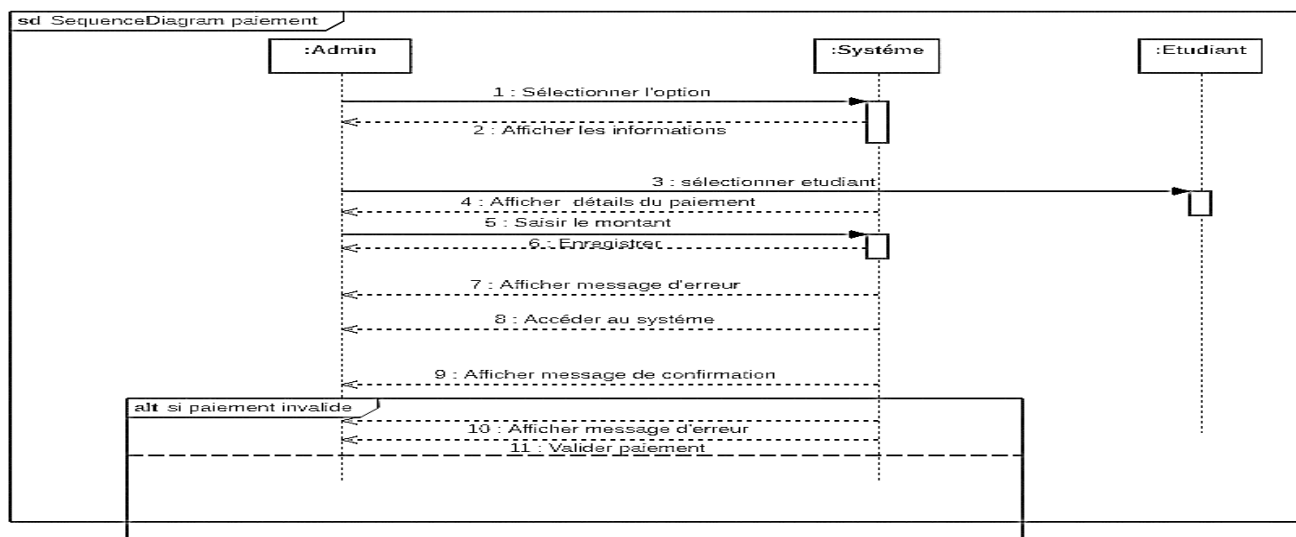 sd SequenceDiagram paiement
:Admin
:Systéme
:Etudiant
1 : Sélectionner l'option
2 : Afficher les informations
3 : sélectionner etudiant
4 : Afficher détails du paiement
5 : Saisir le montant
6 : Enregistrer
7 : Afficher message d'erreur
8 : Accéder au systéme
9 : Afficher message de confirmation
alt si paiement invalide
10 : Afficher message d'erreur
11 : Valider paiement